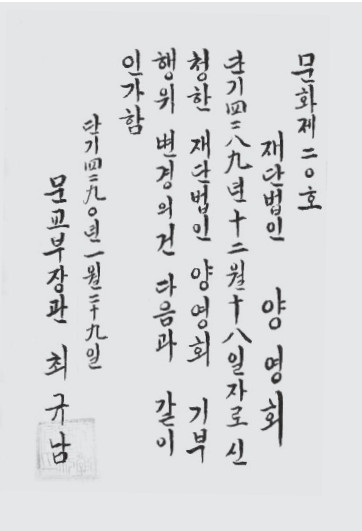 문화제 二〇호
재단법인 양영회
단기四二八九년十二월十八일자로 신
청한 재단법인 양영회 기부
행위 변경의건 다음과 같이
인가함
단기四二九〇년一월二十九일
문교부장관 최규남